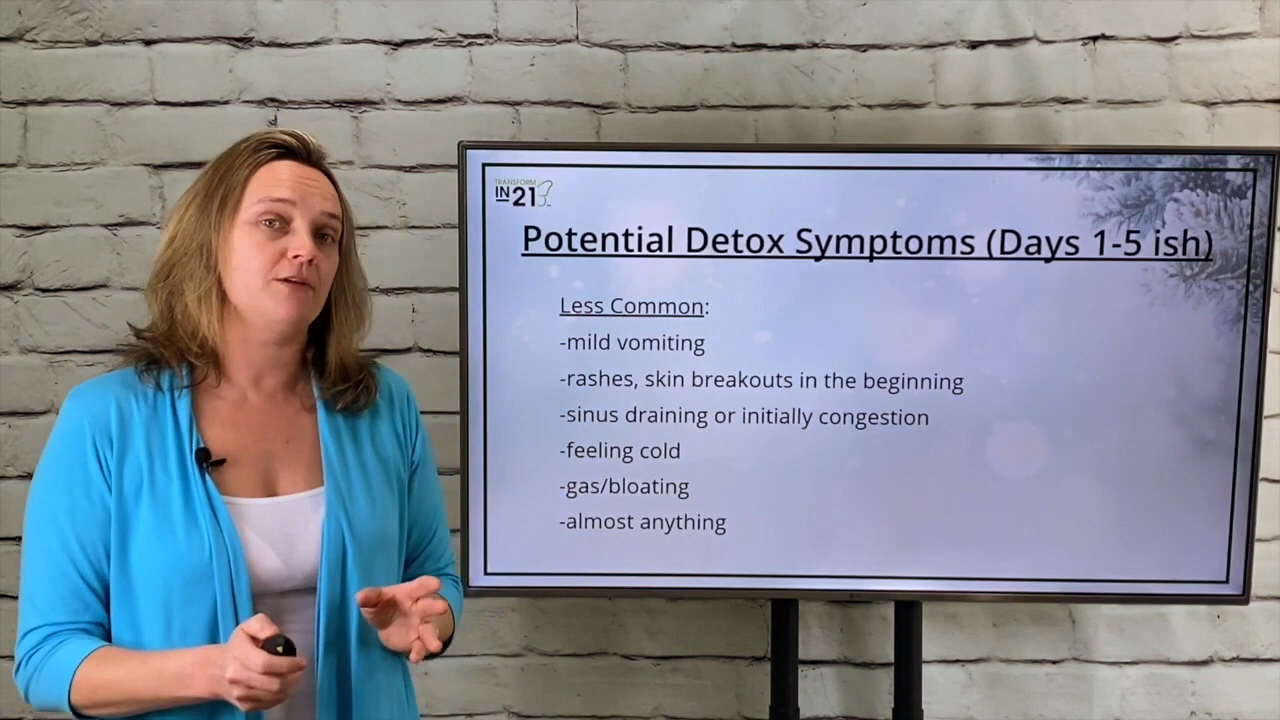 TRANSFORM
IN 21
Potential Detox Symptoms (Days 1-5 ish)
Less Common:
-mild vomiting
-rashes, skin breakouts in the beginning
-sinus draining or initially congestion
-feeling cold
-gas/bloating
-almost anything